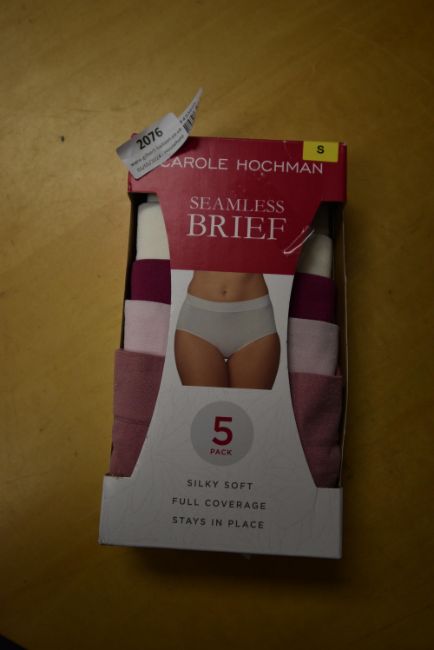 2076
S
CAROLE HOCHMAN
SEAMLESS
BRIEF
5
PACK
SILKY SOFT
FULL COVERAGE
STAYS IN PLACE